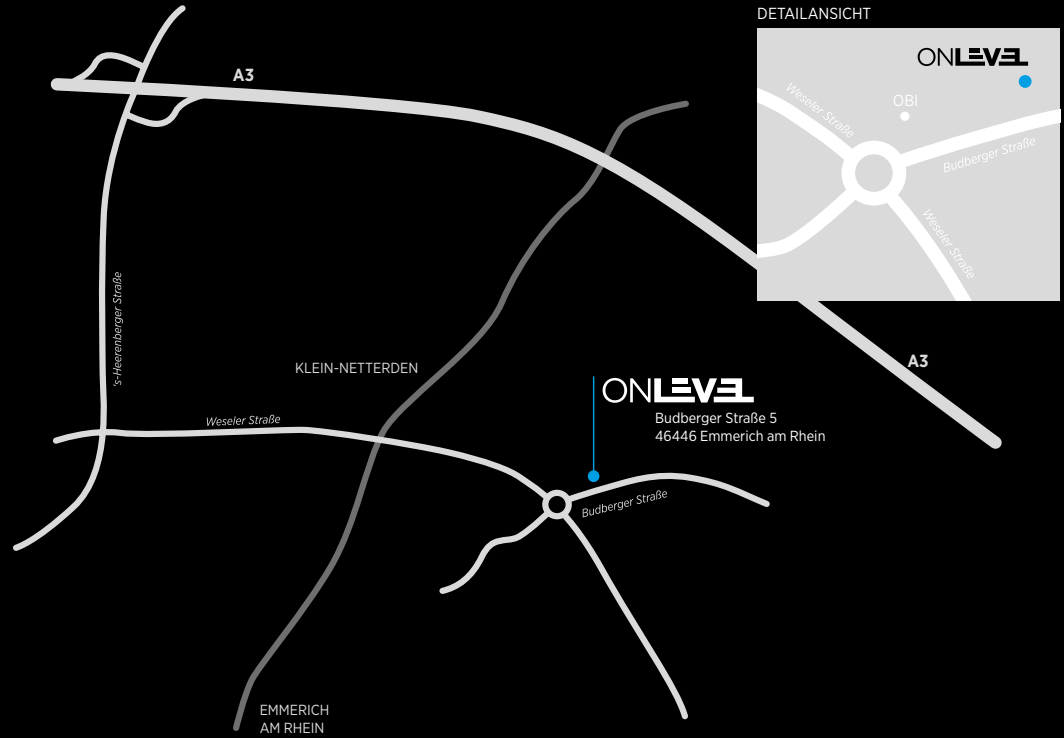 DETAILANSICHT
ONLEVEL
OBI
Weseler Straße
Budberger Straße
Weseler Straße
A3
's-Heerenberger Straße
KLEIN-NETTERDEN
A3
ONLEVEL
Budberger Straße 5
46446 Emmerich am Rhein
Weseler Straße
Budberger Straße
EMMERICH
AM RHEIN